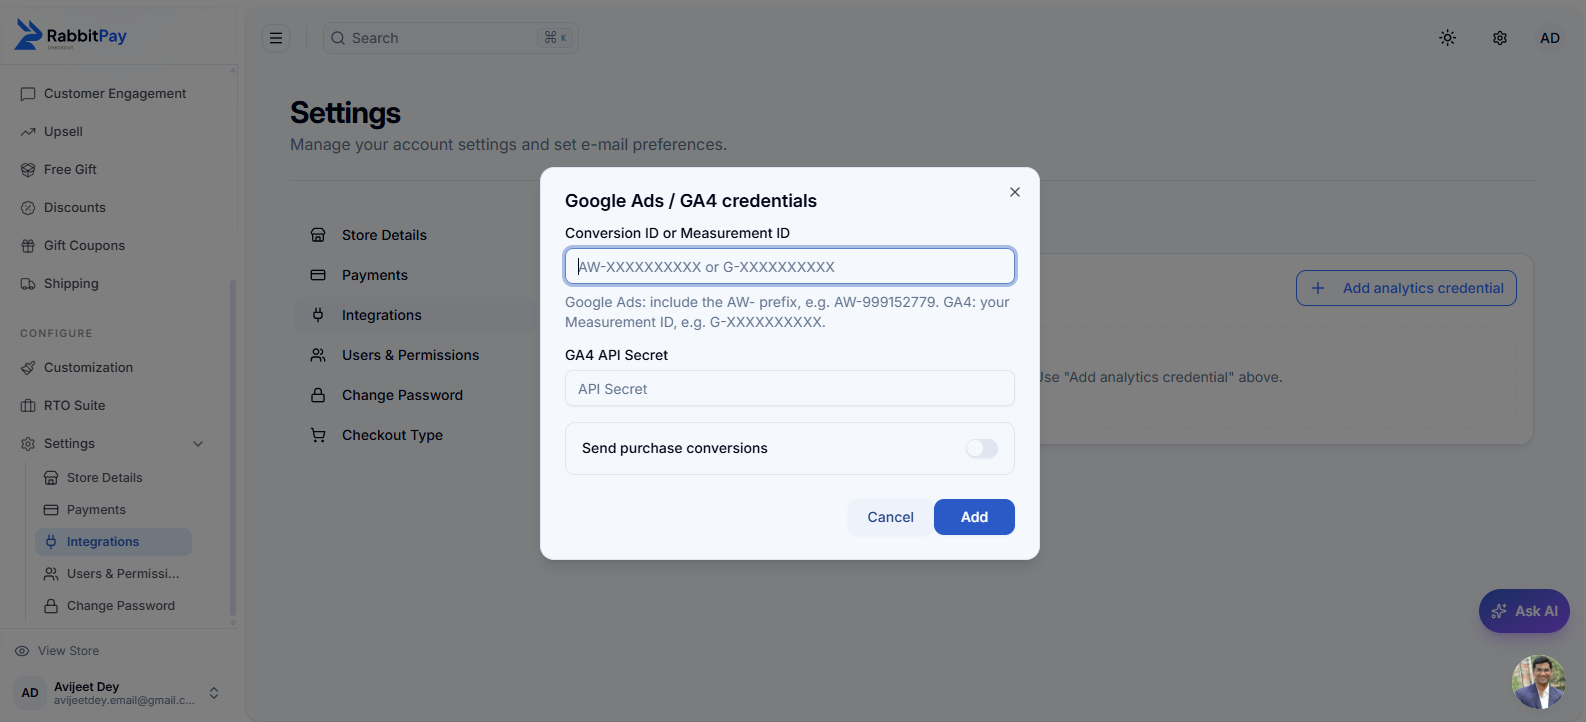 RabbitPay
CHECKOUT
Search
⌘ K
AD
Customer Engagement
Upsell
Free Gift
Discounts
Gift Coupons
Shipping
CONFIGURE
Customization
RTO Suite
Settings
Store Details
Payments
Integrations
Users & Permissi...
Change Password
View Store
AD
Avijeet Dey
avijeetdey.email@gmail.c...
Settings
Manage your account settings and set e-mail preferences.
Store Details
Payments
Integrations
Users & Permissions
Change Password
Checkout Type
Add analytics credential
Use "Add analytics credential" above.
Google Ads / GA4 credentials
Conversion ID or Measurement ID
AW-XXXXXXXXXX or G-XXXXXXXXXX
Google Ads: include the AW- prefix, e.g. AW-999152779. GA4: your
Measurement ID, e.g. G-XXXXXXXXXX.
GA4 API Secret
API Secret
Send purchase conversions
Cancel
Add
Ask AI